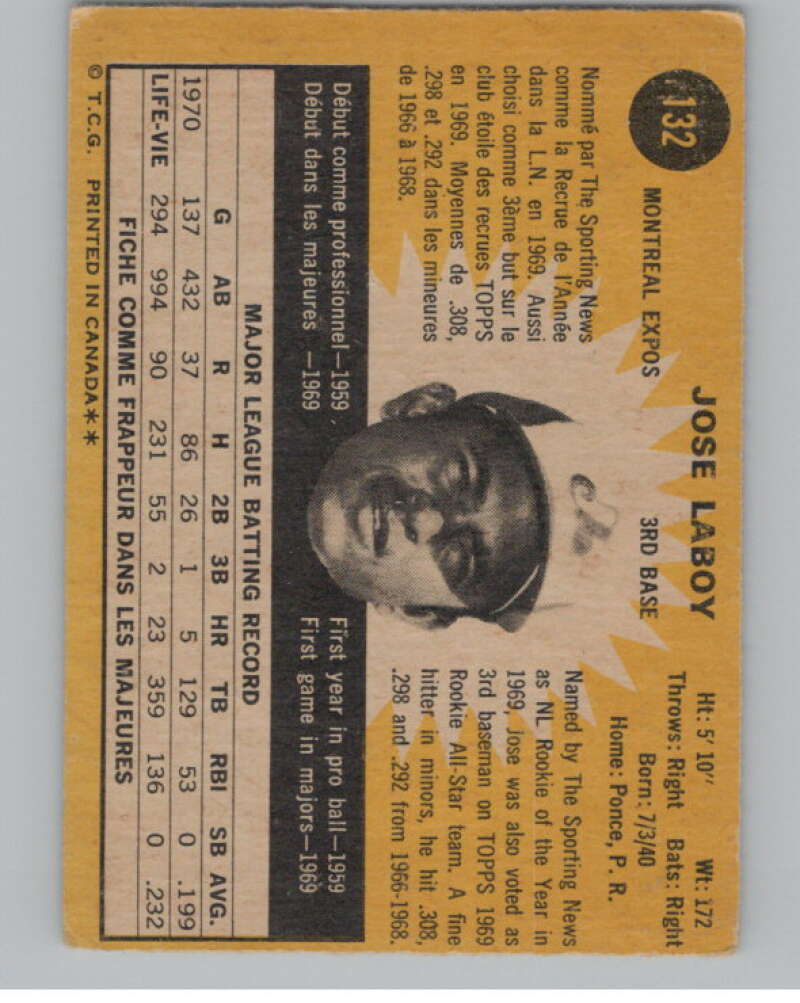 132
JOSE LABOY
MONTREAL EXPOS
3RD BASE
Ht: 5' 10" Wt: 172
Throws: Right Bats: Right
Born: 7/3/40
Home: Ponce, P. R.
Nommé par The Sporting News
comme la Recrue de l'Année
dans la L.N. en 1969. Aussi
choisi comme 3ème but sur le
club étoile des recrues TOPPS
en 1969. Moyennes de .308,
.298 et .292 dans les mineures
de 1966 à 1968.
Named by The Sporting News
as NL Rookie of the Year in
1969, Jose was also voted as
3rd baseman on TOPPS 1969
Rookie All-Star team. A fine
hitter in minors, he hit .308,
.298 and .292 from 1966-1968.
Début comme professionnel—1959
Début dans les majeures —1969
First year in pro ball—1959
First game in majors—1969
MAJOR LEAGUE BATTING RECORD
G AB R H 2B 3B HR TB RBI SB AVG.
1970 137 432 37 86 26 1 5 129 53 0 .199
LIFE-VIE 294 994 90 231 55 2 23 359 136 0 .232
FICHE COMME FRAPPEUR DANS LES MAJEURES
© T.C.G. PRINTED IN CANADA**